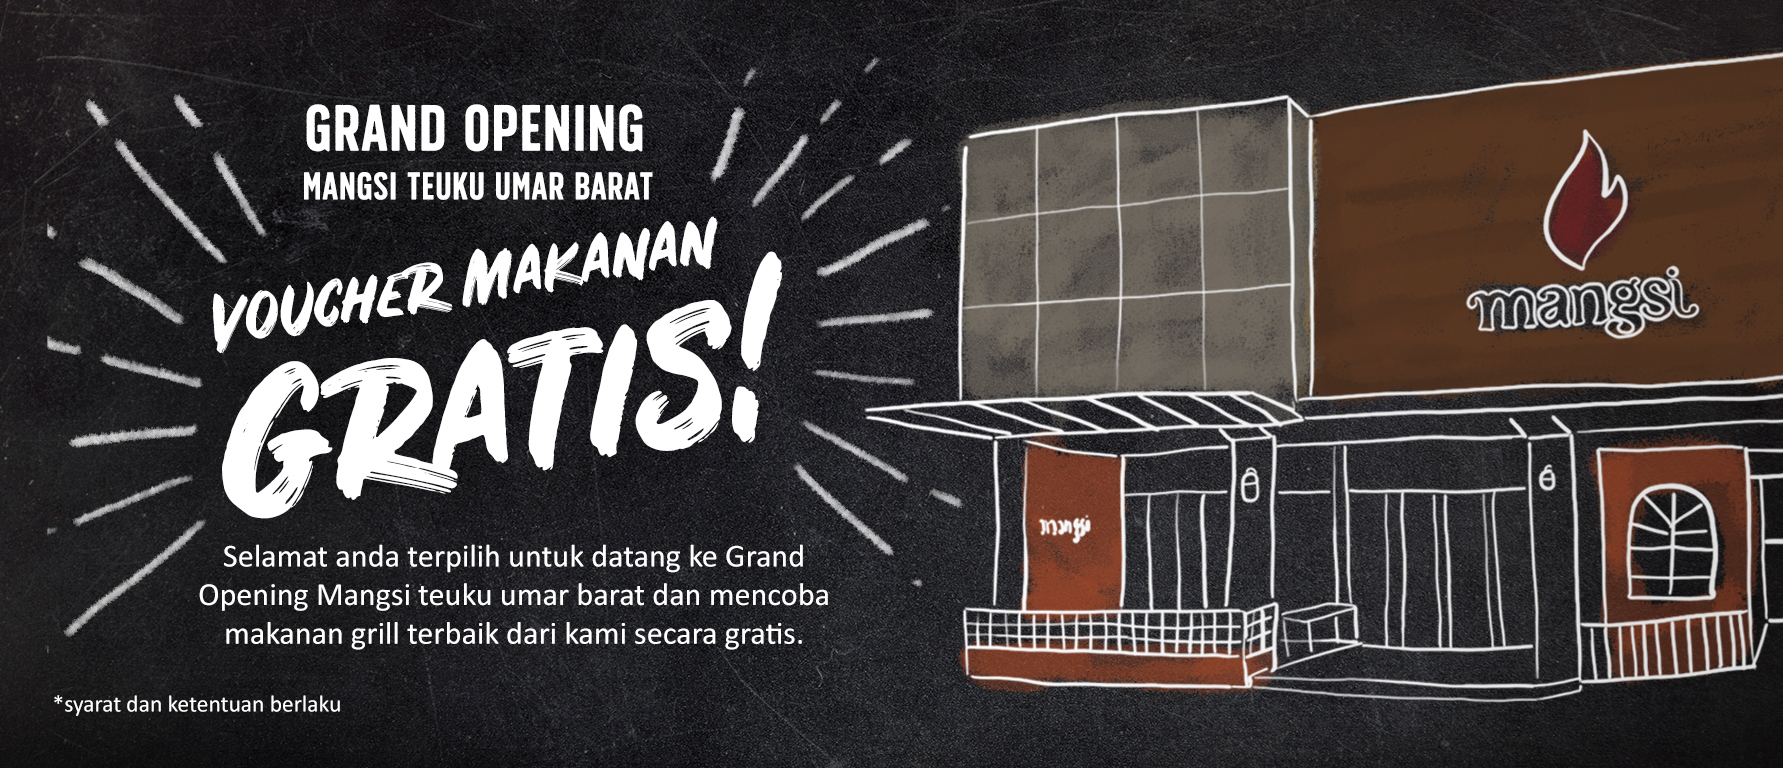 GRAND OPENING
MANGSI TEUKU UMAR BARAT
VOUCHER MAKANAN
GRATIS!
Selamat anda terpilih untuk datang ke Grand
Opening Mangsi teuku umar barat dan mencoba
makanan grill terbaik dari kami secara gratis.
*syarat dan ketentuan berlaku
mangsi
mangsi